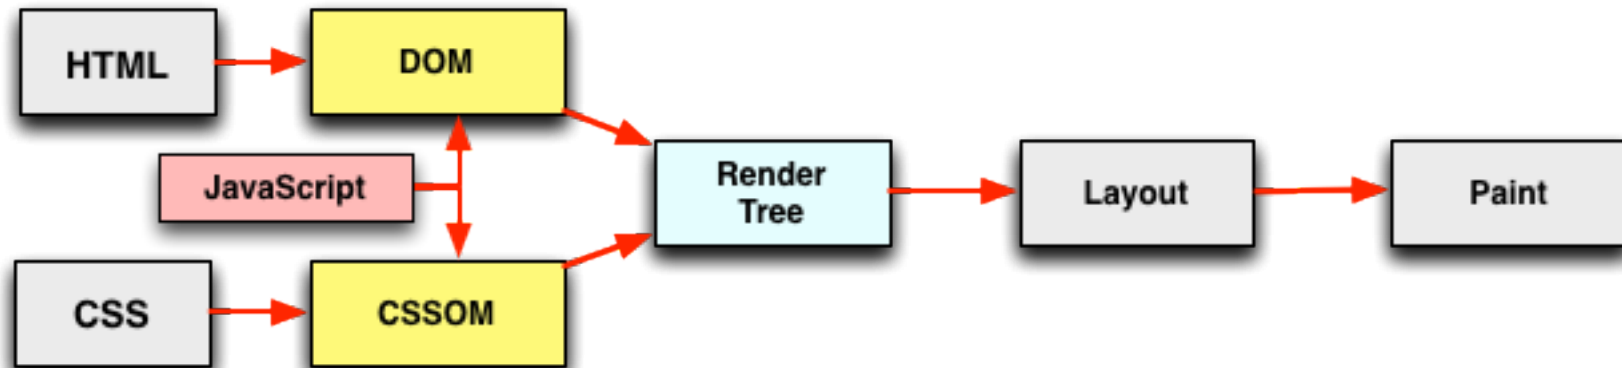 HTML
DOM
JavaScript
CSS
CSSOM
Render
Tree
Layout
Paint